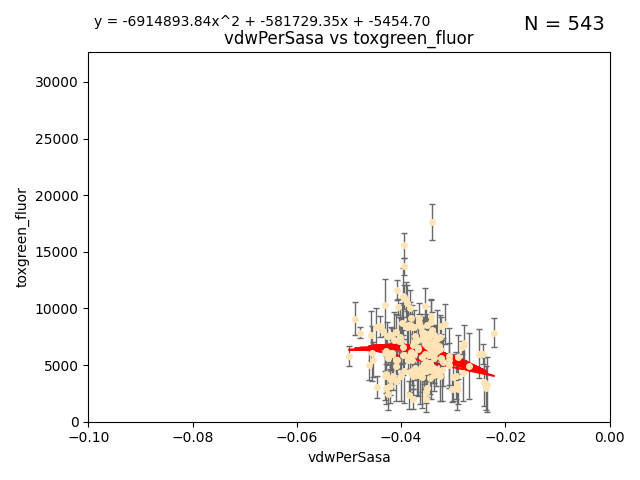 y = -6914893.84x^2 + -581729.35x + -5454.70
N = 543
vdwPerSasa vs toxgreen_fluor
30000
25000
20000
15000
10000
5000
0
toxgreen_fluor
−0.10
−0.08
−0.06
−0.04
−0.02
0.00
vdwPerSasa